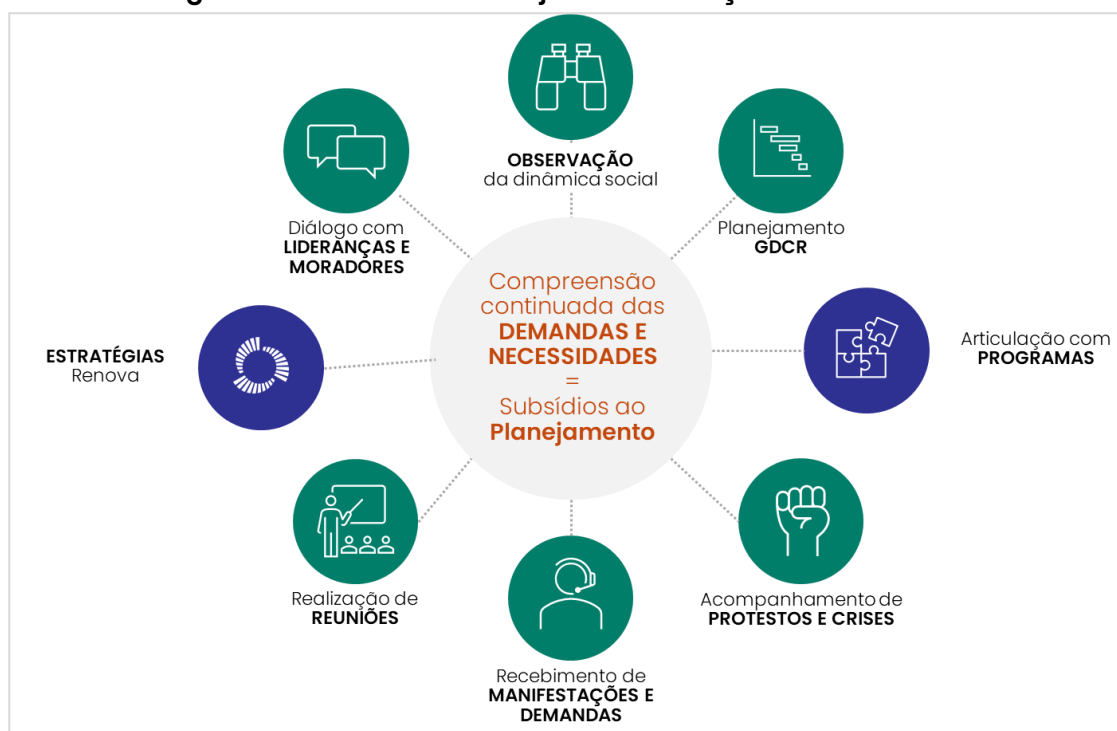 OBSERVAÇÃO
da dinâmica social
Planejamento
GDCR
Articulação com
PROGRAMAS
Acompanhamento de
PROTESTOS E CRISES
Recebimento de
MANIFESTAÇÕES E
DEMANDAS
Realização de
REUNIÕES
ESTRATÉGIAS
Renova
Diálogo com
LIDERANÇAS E
MORADORES
Compreensão
continuada das
DEMANDAS E
NECESSIDADES
=
Subsídios ao
Planejamento